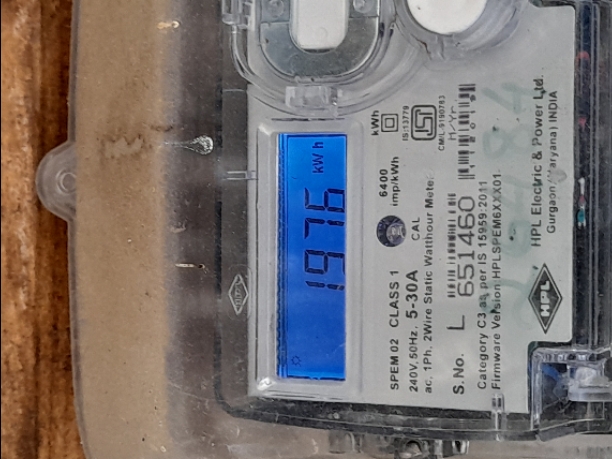 1976 kWh
kWh
IS:13779
CM/L:9190783
6400
imp/kWh
CAL
SPEM 02 CLASS 1
240V, 50Hz, 5-30A
ac, 1Ph, 2Wire Static Watthour Meter
S.No. L 651460
Category C3 as per IS 15959:2011
Firmware Version HPLSPEM6XXX01
HPL
HPL Electric & Power Ltd.
Gurgaon (Haryana) INDIA